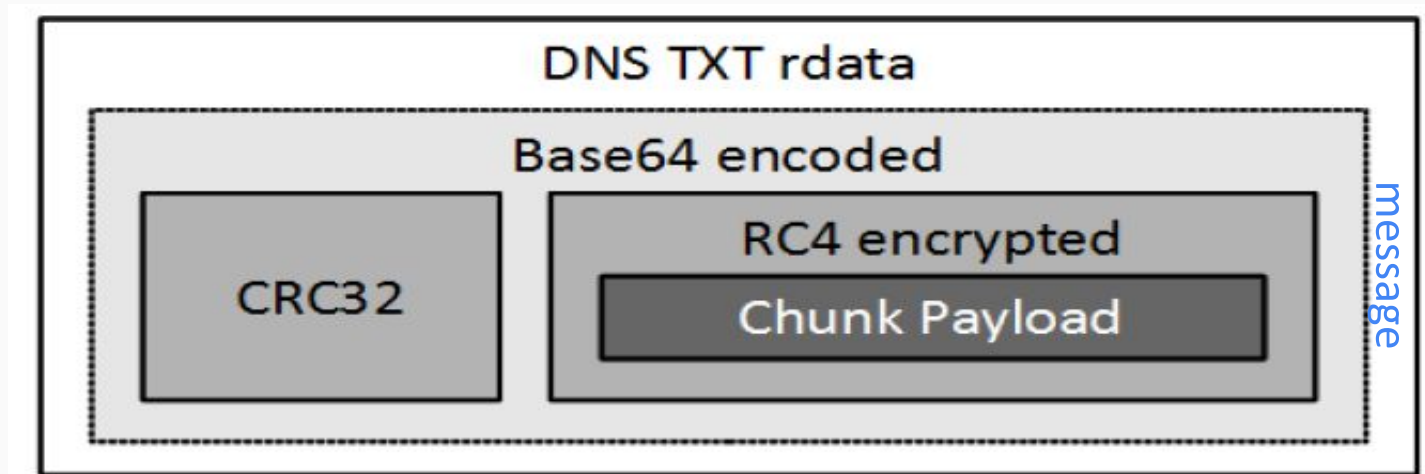 DNS TXT rdata
Base64 encoded
CRC32
RC4 encrypted
Chunk Payload
message